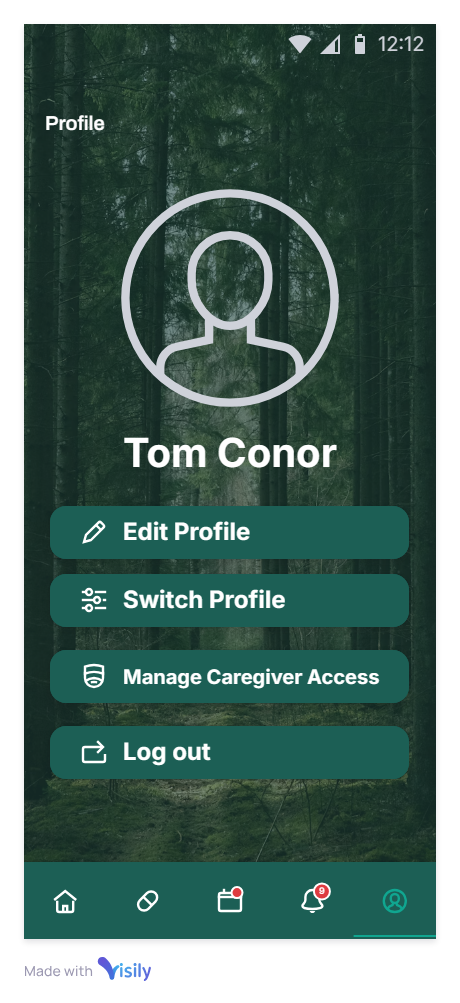 12:12
Profile
Tom Conor
Edit Profile
Switch Profile
Manage Caregiver Access
Log out
9
Made with Visily